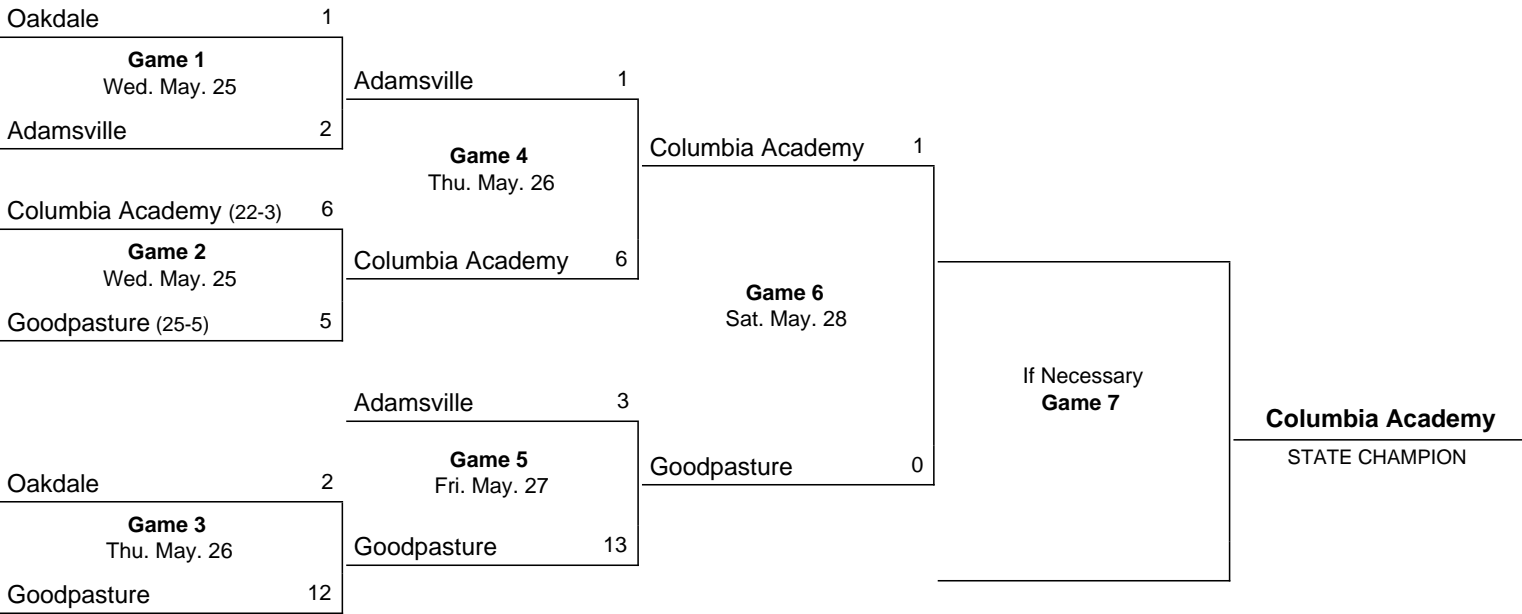 Oakdale 1
Game 1
Wed. May. 25
Adamsville 2
Columbia Academy (22-3) 6
Game 2
Wed. May. 25
Goodpasture (25-5) 5
Oakdale 2
Game 3
Thu. May. 26
Goodpasture 12
Adamsville 1
Game 4
Thu. May. 26
Columbia Academy 6
Adamsville 3
Game 5
Fri. May. 27
Goodpasture 13
Columbia Academy 1
Game 6
Sat. May. 28
Goodpasture 0
If Necessary
Game 7
Columbia Academy
STATE CHAMPION